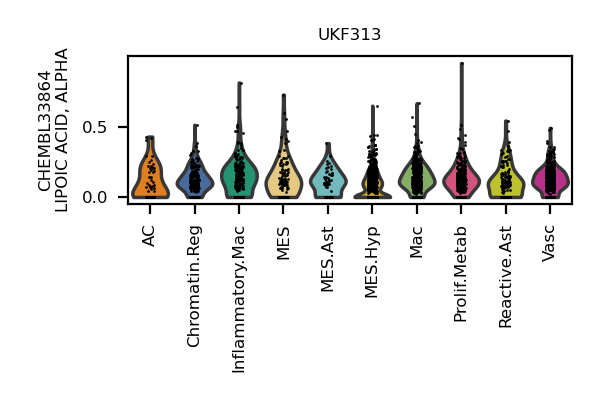 UKF313
CHEMBL33864
LIPOIC ACID, ALPHA
0.5
0.0
AC
Chromatin.Reg
Inflammatory.Mac
MES
MES.Ast
MES.Hyp
Mac
Prolif.Metab
Reactive.Ast
Vasc